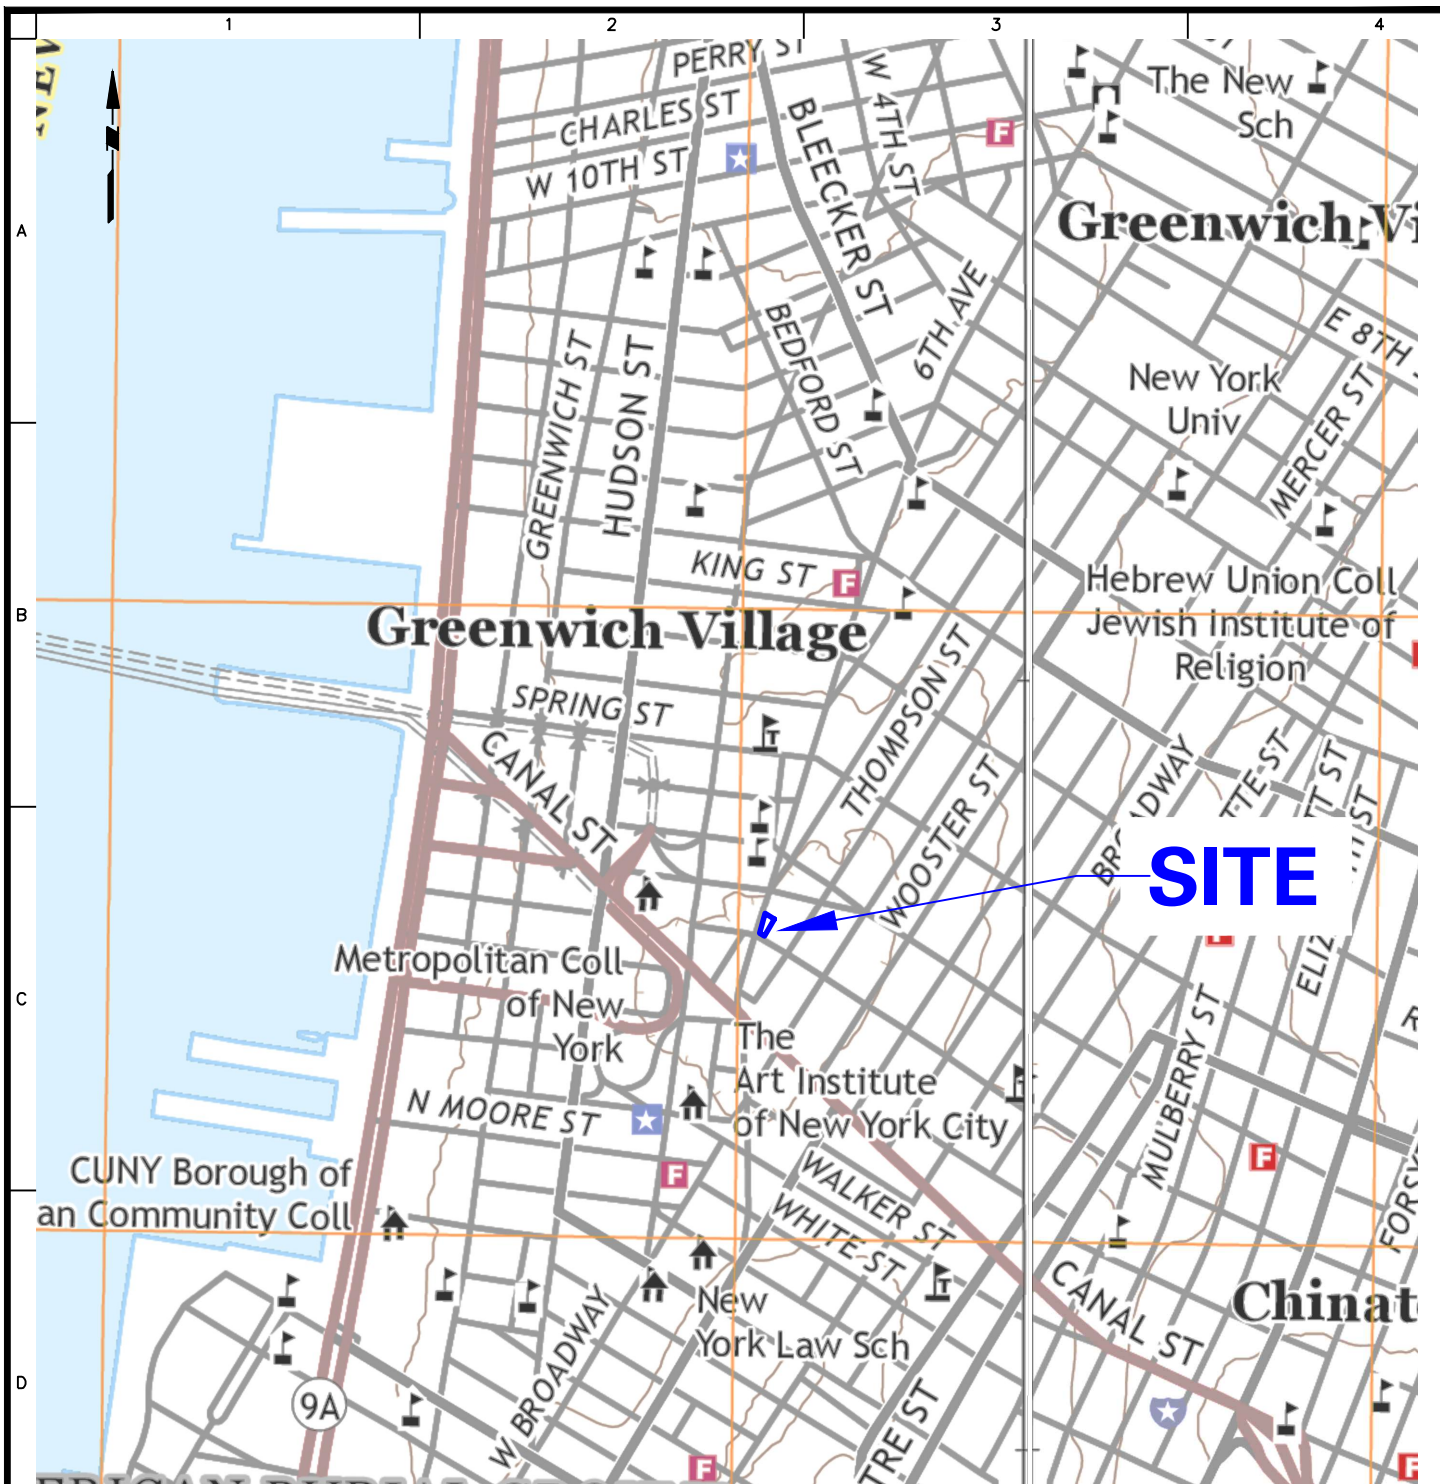 1 2 3 4
NEW
N
A
B
C
D
PERRY ST
CHARLES ST
W 10TH ST
W 4TH ST
BLEECKER ST
F
The New
Sch
Greenwich Vi
6TH AVE
BEDFORD ST
GREENWICH ST
HUDSON ST
E 8TH
New York
Univ
MERCER ST
KING ST
F
Hebrew Union Coll
Jewish Institute of
Religion
Greenwich Village
SPRING ST
CANAL ST
T
THOMPSON ST
WOOSTER ST
SITE
F
Metropolitan Coll
of New
York
The
Art Institute
of New York City
N MOORE ST
F
MULBERRY ST
F
CUNY Borough of
an Community Coll
WALKER ST
WHITE ST
T
New
York Law Sch
W BROADWAY
CANAL ST
Chinat
9A
F
F